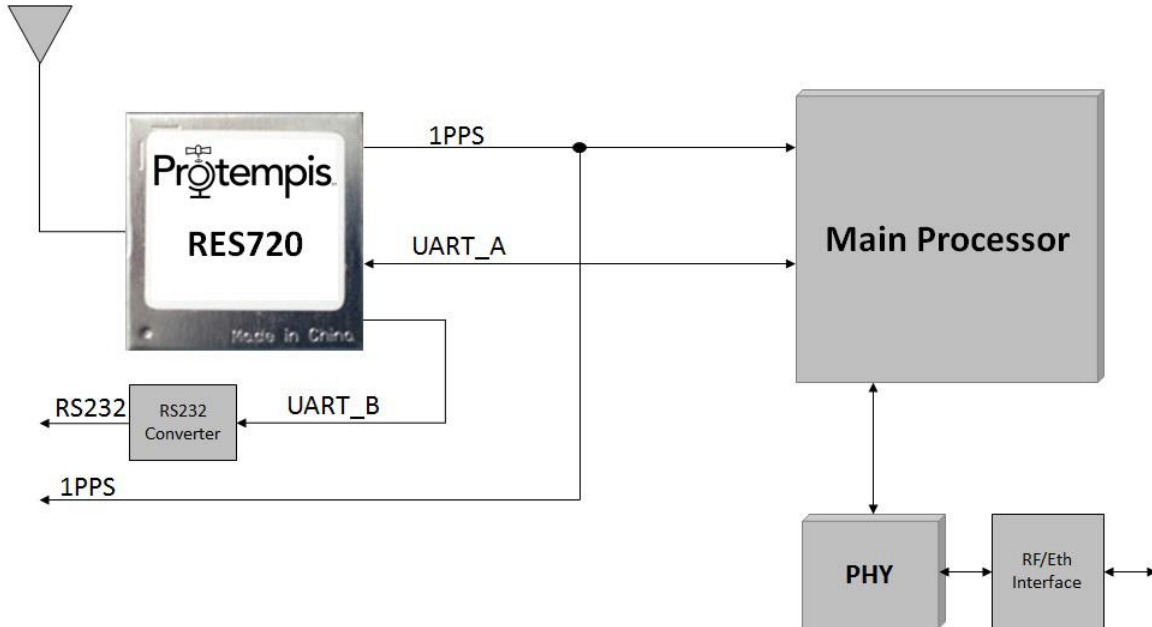 1PPS
Protempis
RES720
Made in China
UART_A
Main Processor
RS232
RS232
Converter
UART_B
1PPS
PHY
RF/Eth
Interface